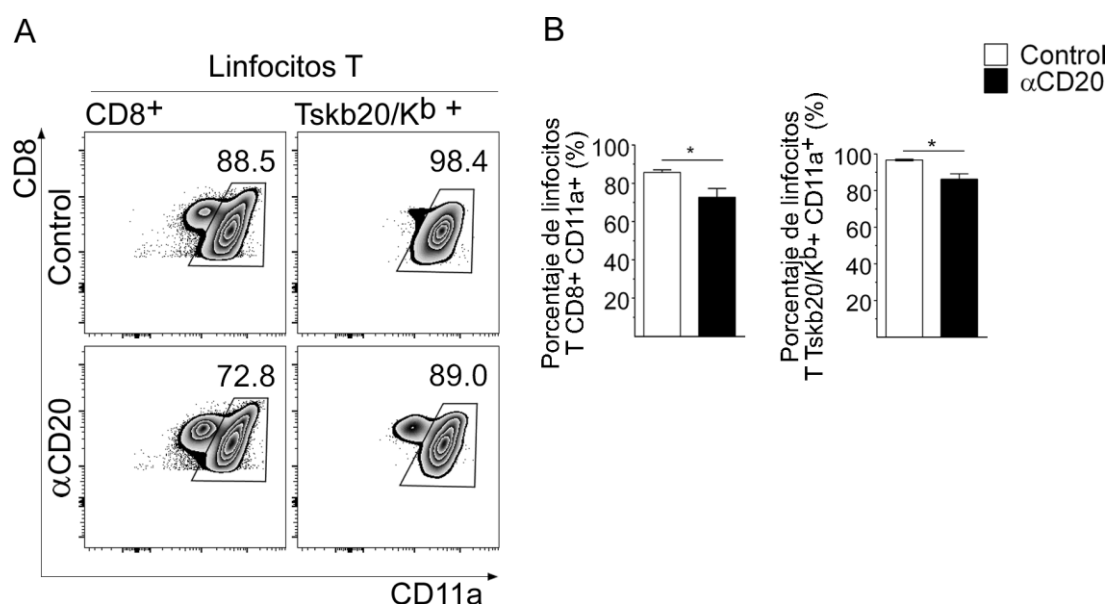 A
Linfocitos T
CD8+
Tskb20/Kb +
CD8
Control
88.5
98.4
αCD20
72.8
89.0
CD11a
B
Control
αCD20
Porcentaje de linfocitos
T CD8+ CD11a+ (%)
100
80
60
40
20
*
Porcentaje de linfocitos
T Tskb20/Kb+ CD11a+ (%)
100
80
60
40
20
*